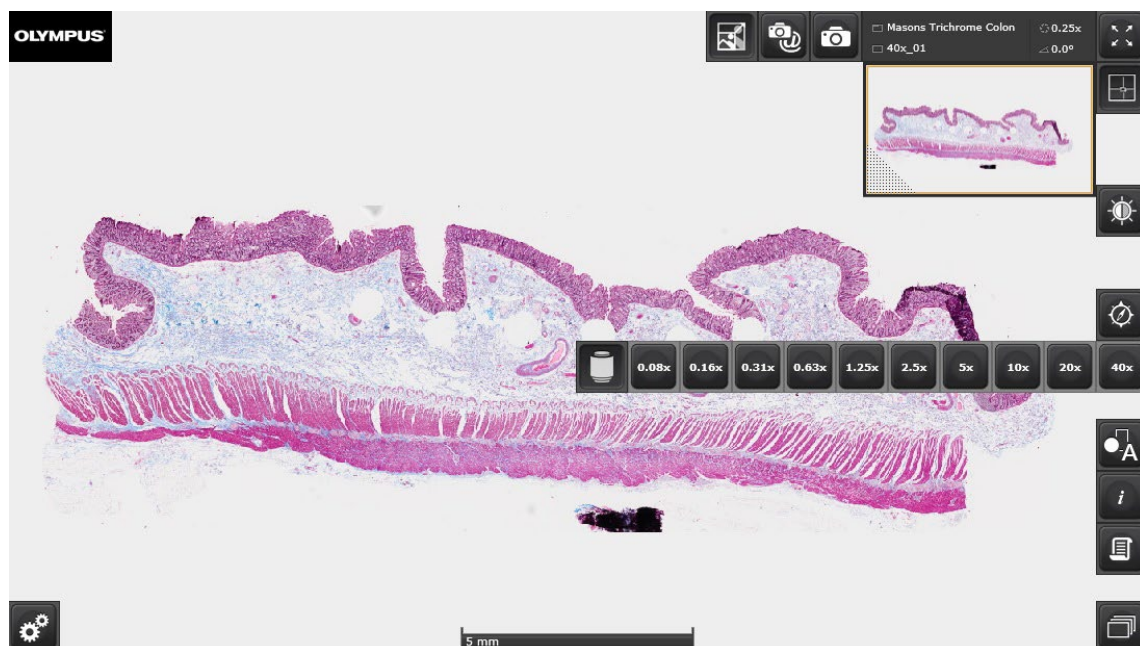 OLYMPUS
Masons Trichrome Colon
0.25x
40x_01
0.0º
0.08x
0.16x
0.31x
0.63x
1.25x
2.5x
5x
10x
20x
40x
A
i
5 mm